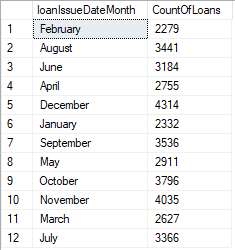 loanIssueDateMonth CountOfLoans
1 February 2279
2 August 3441
3 June 3184
4 April 2755
5 December 4314
6 January 2332
7 September 3536
8 May 2911
9 October 3796
10 November 4035
11 March 2627
12 July 3366